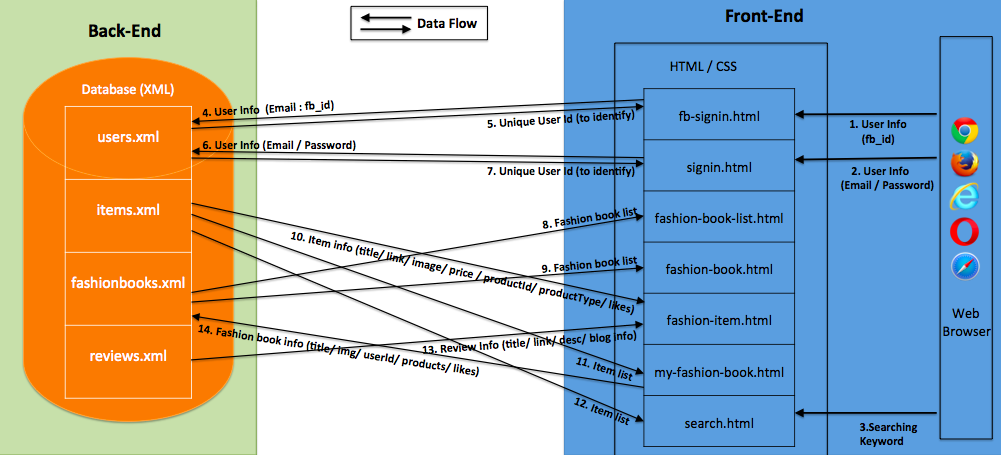 Back-End
Data Flow
Front-End
Database (XML)
users.xml
items.xml
fashionbooks.xml
reviews.xml
HTML / CSS
fb-signin.html
signin.html
fashion-book-list.html
fashion-book.html
fashion-item.html
my-fashion-book.html
search.html
Web
Browser
1. User Info
(fb_id)
2. User Info
(Email / Password)
3.Searching
Keyword
4. User Info (Email : fb_id)
5. Unique User Id (to identify)
6. User Info (Email / Password)
7. Unique User Id (to identify)
8. Fashion book list
9. Fashion book list
10. Item info (title/ link/ image/ price / productId/ productType/ likes)
11. Item list
12. Item list
13. Review Info (title/ link/ desc/ blog info)
14. Fashion book info (title/ img/ userId/ products/ likes)